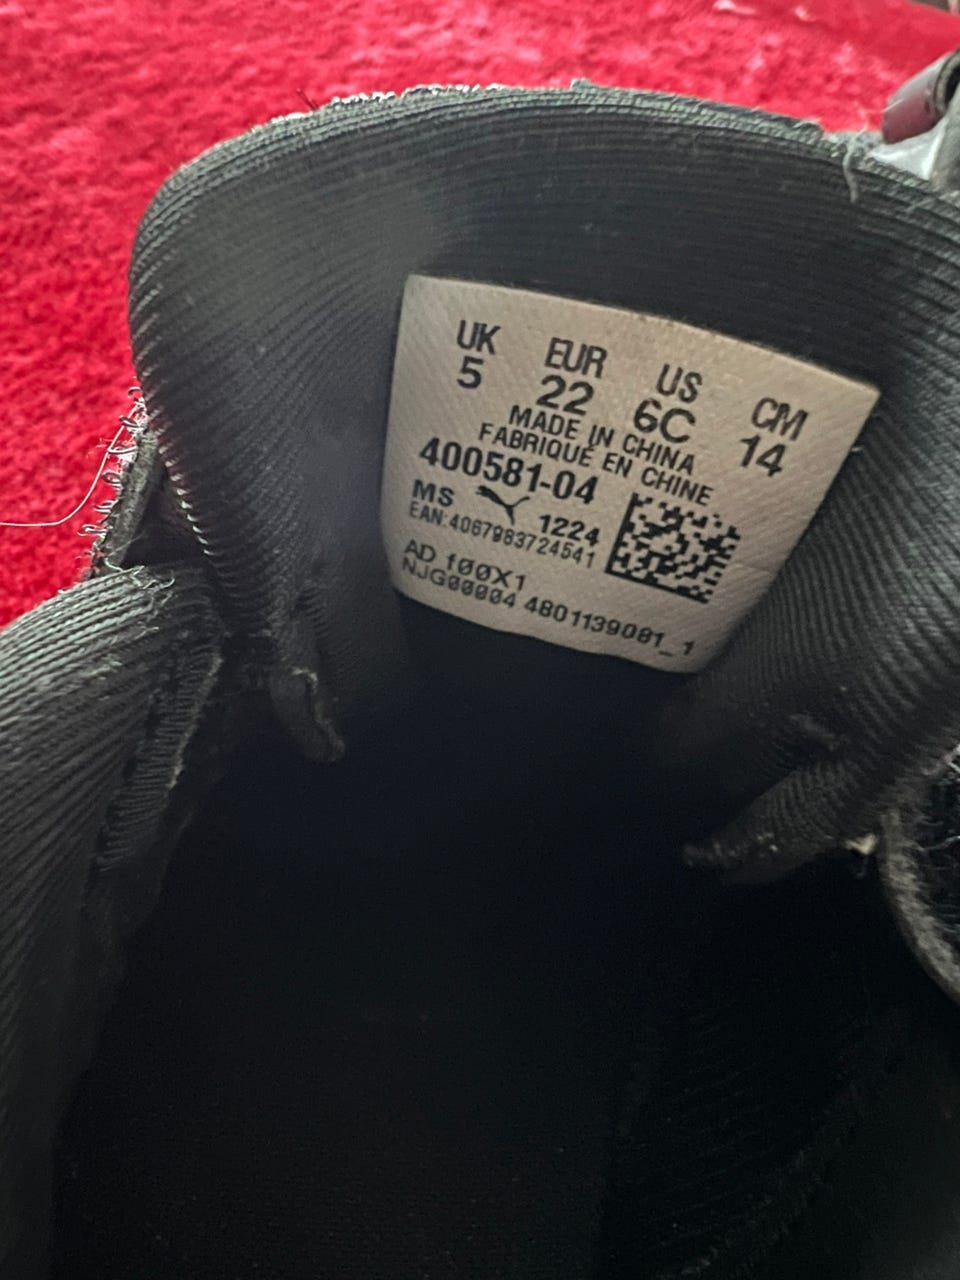 UK EUR US CM
5 22 6C 14
MADE IN CHINA
FABRIQUÉ EN CHINE
400581-04
MS 1224
EAN:4067983724541
AD 100X1
NJG00004 4801139081_1